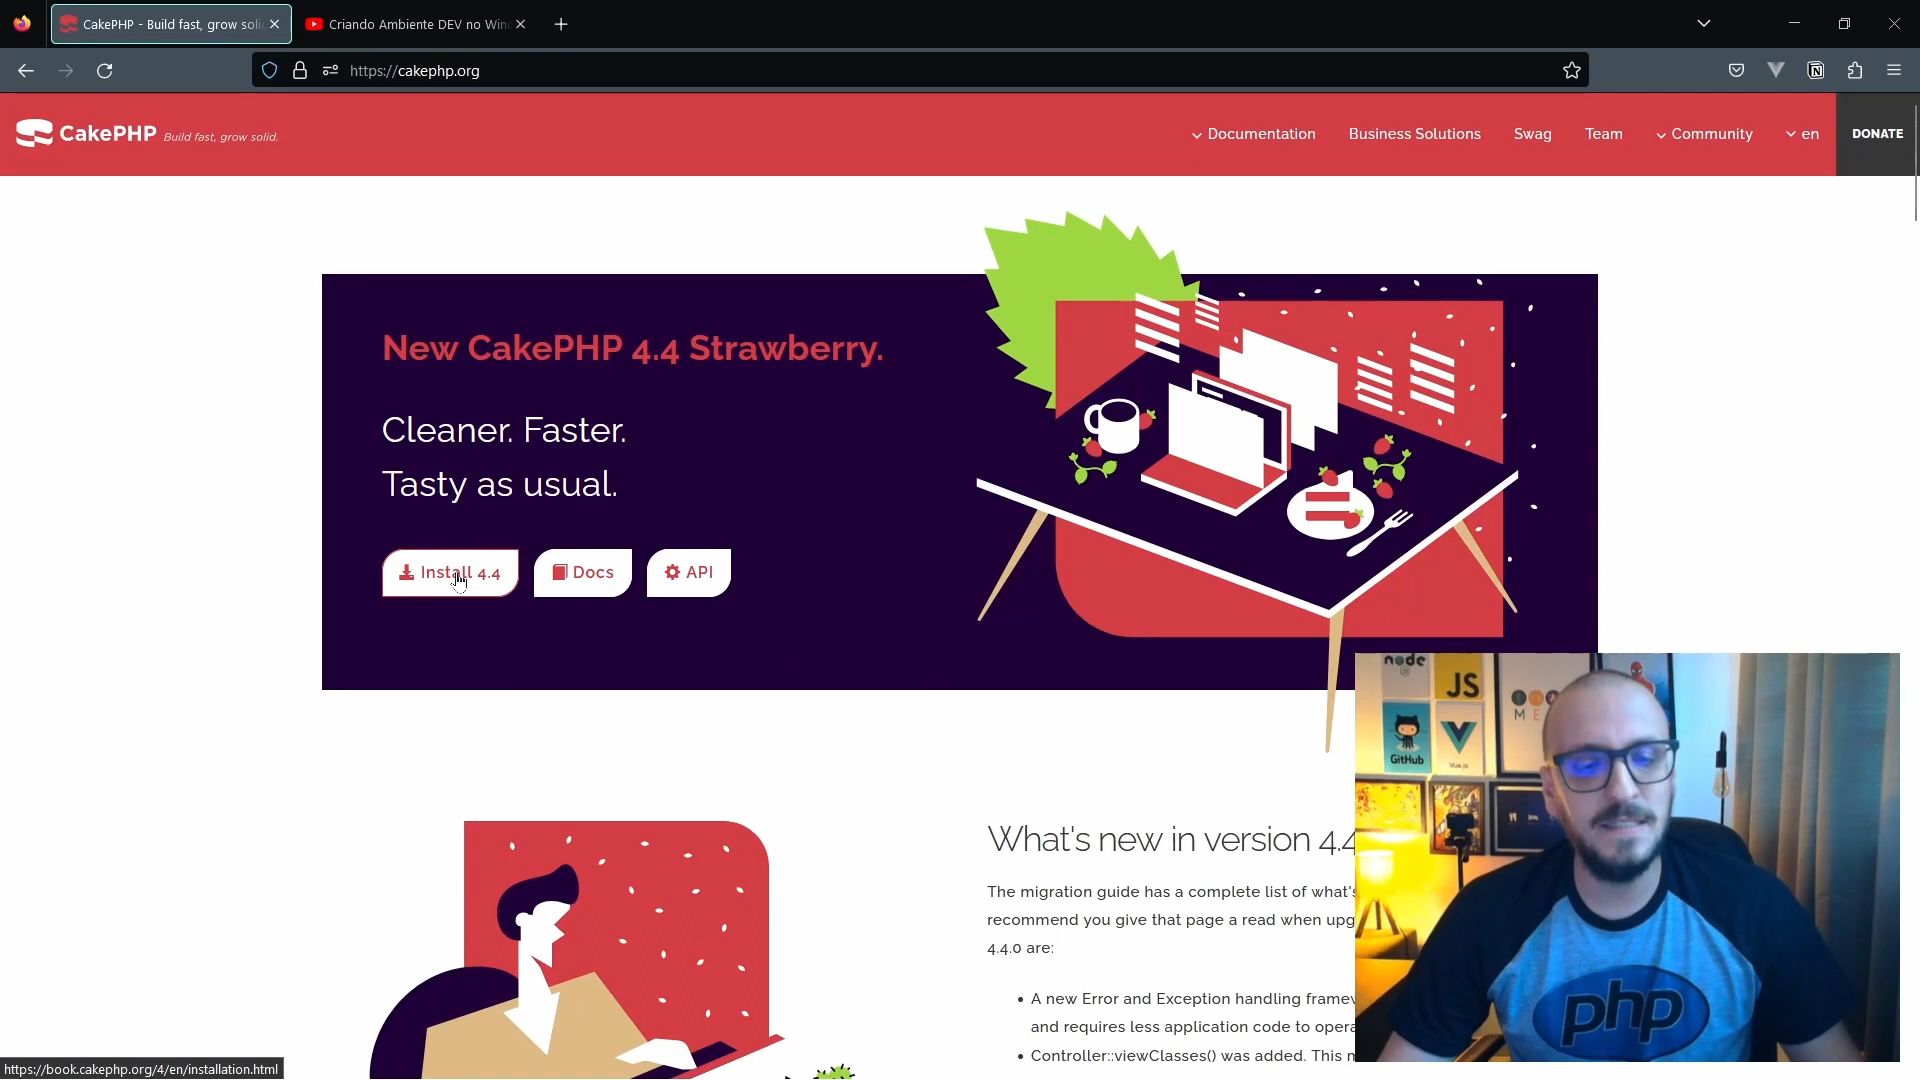 CakePHP - Build fast, grow soli
Criando Ambiente DEV no Win
https://cakephp.org
CakePHP Build fast, grow solid.
Documentation
Business Solutions
Swag
Team
Community
en
DONATE
New CakePHP 4.4 Strawberry.
Cleaner. Faster.
Tasty as usual.
Install 4.4
Docs
API
node
JS
GitHub
Vue.js
What's new in version 4.4
The migration guide has a complete list of what's
recommend you give that page a read when upg
4.4.0 are:
A new Error and Exception handling framew
and requires less application code to opera
Controller::viewClasses() was added. This m
php
https://book.cakephp.org/4/en/installation.html